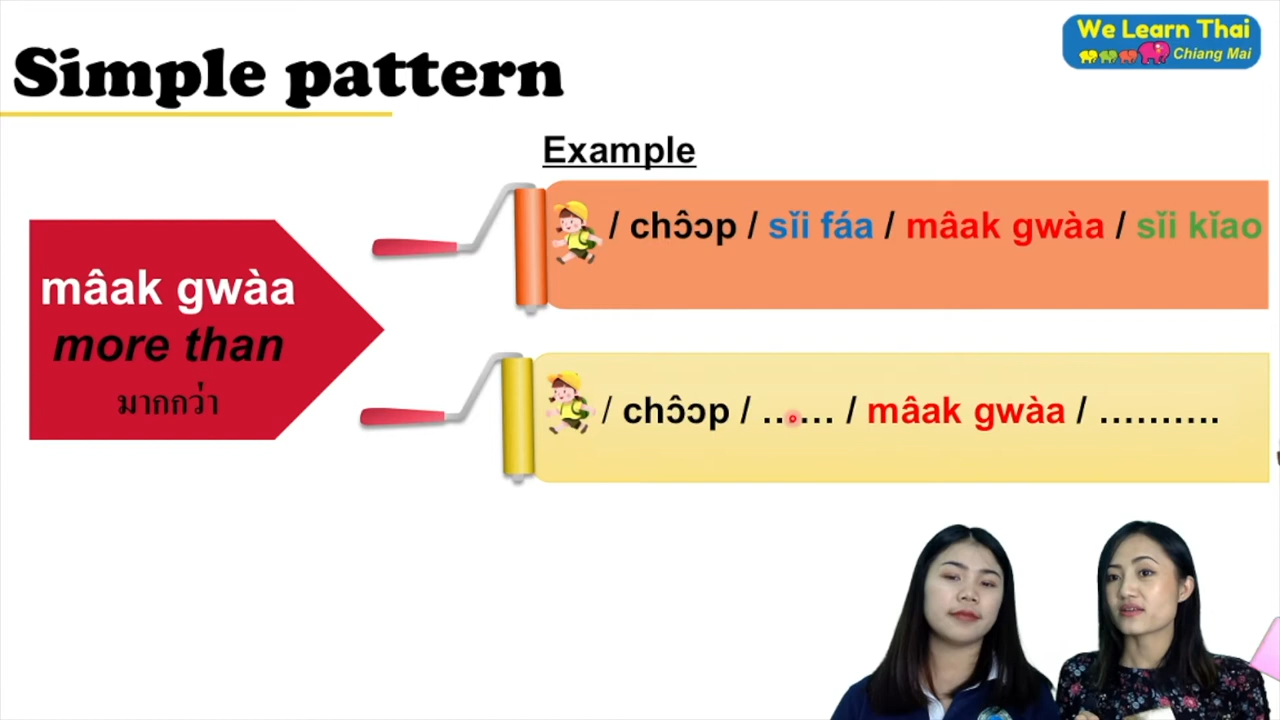 We Learn Thai
Chiang Mai
Simple pattern
Example
/ chɔ̂ɔp / sǐi fáa / mâak gwàa / sǐi kǐao
mâak gwàa
more than
มากกว่า
/ chɔ̂ɔp / …… / mâak gwàa / ……….